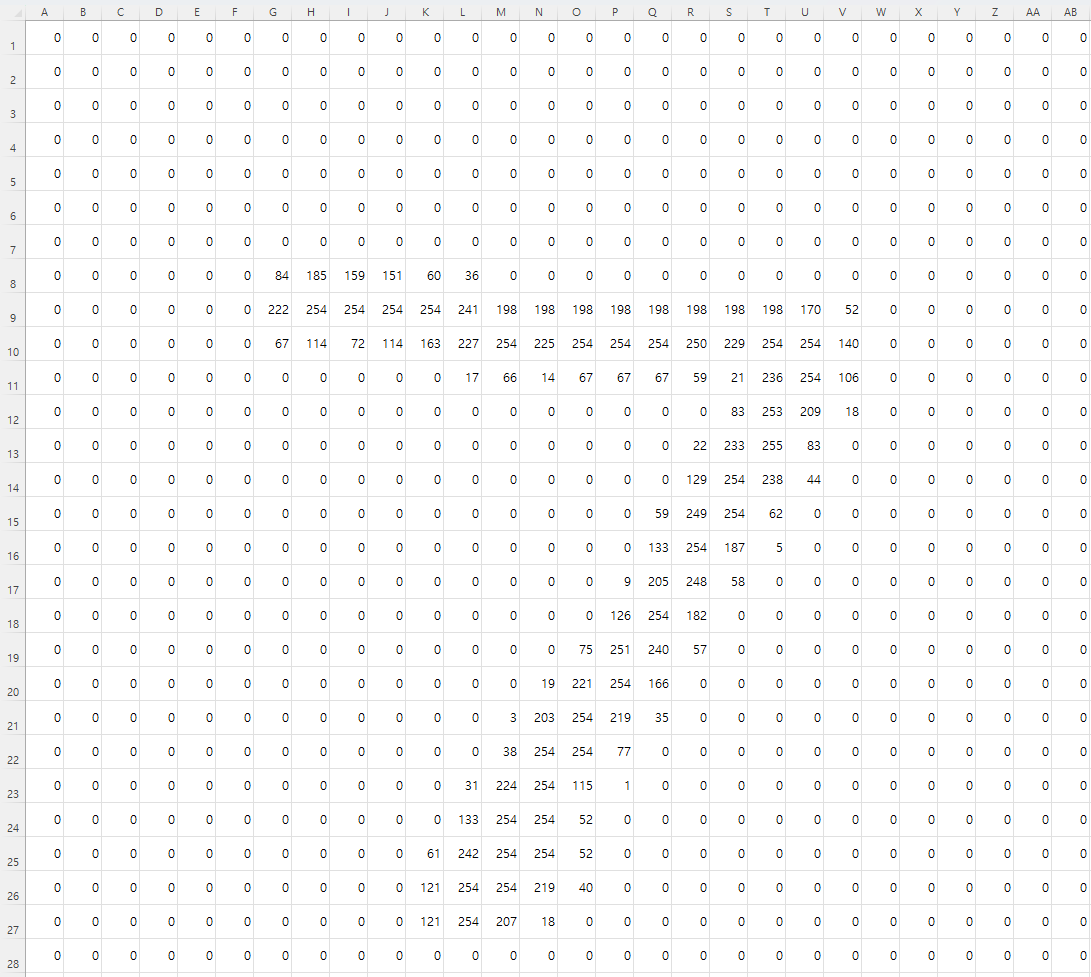 A B C D E F G H I J K L M N O P Q R S T U V W X Y Z AA AB
1 0 0 0 0 0 0 0 0 0 0 0 0 0 0 0 0 0 0 0 0 0 0 0 0 0 0 0 0
2 0 0 0 0 0 0 0 0 0 0 0 0 0 0 0 0 0 0 0 0 0 0 0 0 0 0 0 0
3 0 0 0 0 0 0 0 0 0 0 0 0 0 0 0 0 0 0 0 0 0 0 0 0 0 0 0 0
4 0 0 0 0 0 0 0 0 0 0 0 0 0 0 0 0 0 0 0 0 0 0 0 0 0 0 0 0
5 0 0 0 0 0 0 0 0 0 0 0 0 0 0 0 0 0 0 0 0 0 0 0 0 0 0 0 0
6 0 0 0 0 0 0 0 0 0 0 0 0 0 0 0 0 0 0 0 0 0 0 0 0 0 0 0 0
7 0 0 0 0 0 0 0 0 0 0 0 0 0 0 0 0 0 0 0 0 0 0 0 0 0 0 0 0
8 0 0 0 0 0 0 84 185 159 151 60 36 0 0 0 0 0 0 0 0 0 0 0 0 0 0 0 0
9 0 0 0 0 0 0 222 254 254 254 254 241 198 198 198 198 198 198 198 198 170 52 0 0 0 0 0 0
10 0 0 0 0 0 0 67 114 72 114 163 227 254 225 254 254 254 250 229 254 254 140 0 0 0 0 0 0
11 0 0 0 0 0 0 0 0 0 0 0 17 66 14 67 67 67 59 21 236 254 106 0 0 0 0 0 0
12 0 0 0 0 0 0 0 0 0 0 0 0 0 0 0 0 0 0 83 253 209 18 0 0 0 0 0 0
13 0 0 0 0 0 0 0 0 0 0 0 0 0 0 0 0 0 22 233 255 83 0 0 0 0 0 0 0
14 0 0 0 0 0 0 0 0 0 0 0 0 0 0 0 0 0 129 254 238 44 0 0 0 0 0 0 0
15 0 0 0 0 0 0 0 0 0 0 0 0 0 0 0 0 59 249 254 62 0 0 0 0 0 0 0 0
16 0 0 0 0 0 0 0 0 0 0 0 0 0 0 0 0 133 254 187 5 0 0 0 0 0 0 0 0
17 0 0 0 0 0 0 0 0 0 0 0 0 0 0 0 9 205 248 58 0 0 0 0 0 0 0 0 0
18 0 0 0 0 0 0 0 0 0 0 0 0 0 0 0 126 254 182 0 0 0 0 0 0 0 0 0 0
19 0 0 0 0 0 0 0 0 0 0 0 0 0 0 75 251 240 57 0 0 0 0 0 0 0 0 0 0
20 0 0 0 0 0 0 0 0 0 0 0 0 0 19 221 254 166 0 0 0 0 0 0 0 0 0 0 0
21 0 0 0 0 0 0 0 0 0 0 0 0 3 203 254 219 35 0 0 0 0 0 0 0 0 0 0 0
22 0 0 0 0 0 0 0 0 0 0 0 0 38 254 254 77 0 0 0 0 0 0 0 0 0 0 0 0
23 0 0 0 0 0 0 0 0 0 0 0 31 224 254 115 1 0 0 0 0 0 0 0 0 0 0 0 0
24 0 0 0 0 0 0 0 0 0 0 0 133 254 254 52 0 0 0 0 0 0 0 0 0 0 0 0 0
25 0 0 0 0 0 0 0 0 0 0 61 242 254 254 52 0 0 0 0 0 0 0 0 0 0 0 0 0
26 0 0 0 0 0 0 0 0 0 0 121 254 254 219 40 0 0 0 0 0 0 0 0 0 0 0 0 0
27 0 0 0 0 0 0 0 0 0 0 121 254 207 18 0 0 0 0 0 0 0 0 0 0 0 0 0 0
28 0 0 0 0 0 0 0 0 0 0 0 0 0 0 0 0 0 0 0 0 0 0 0 0 0 0 0 0